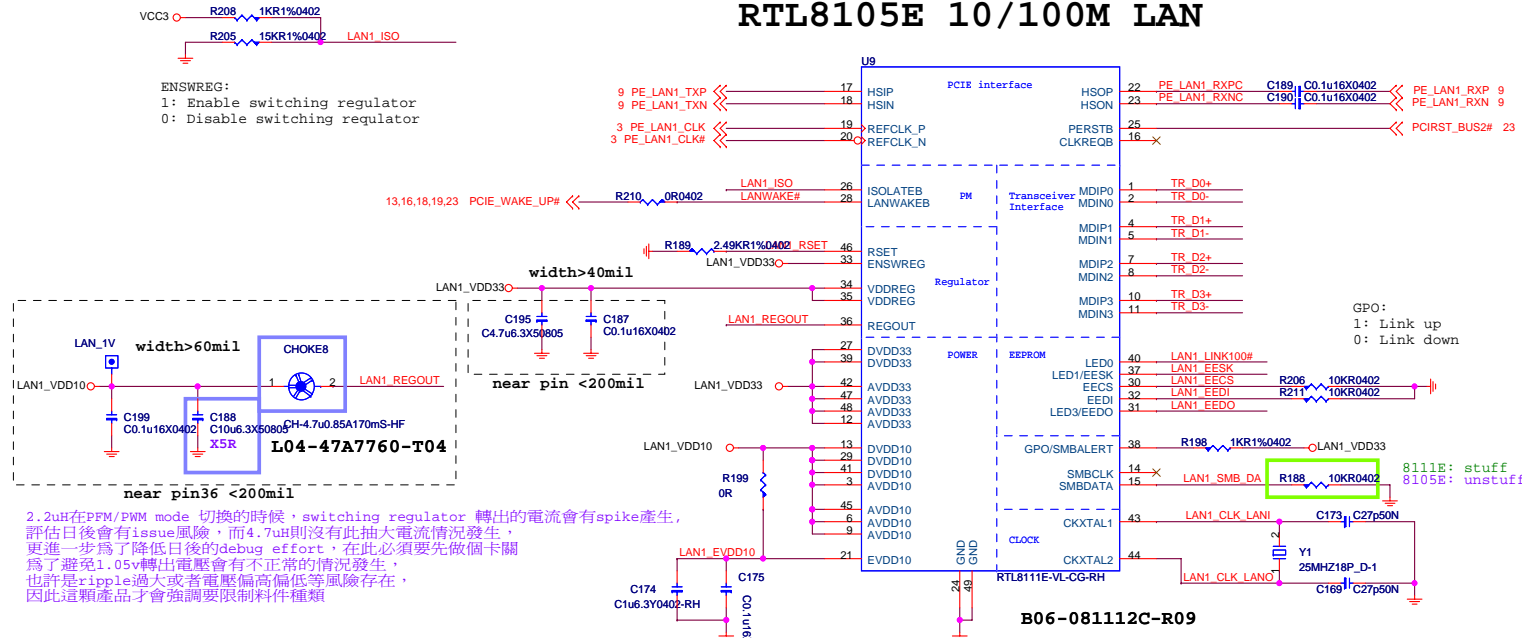 RTL8105E 10/100M LAN
VCC3
R208 1KR1%0402
R205 15KR1%0402 LAN1_ISO
ENSWREG:
1: Enable switching regulator
0: Disable switching requlator
U9
PCIE interface
9 PE_LAN1_TXP 17 HSIP
9 PE_LAN1_TXN 18 HSIN
3 PE_LAN1_CLK 19 REFCLK_P
3 PE_LAN1_CLK# 20 REFCLK_N
HSOP 22 PE_LAN1_RXPC C189 C0.1u16X0402 PE_LAN1_RXP 9
HSON 23 PE_LAN1_RXNC C190 C0.1u16X0402 PE_LAN1_RXN 9
PERSTB 25 PCIRST_BUS2# 23
CLKREQB 16
LAN1_ISO 26 ISOLATEB
13,16,18,19,23 PCIE_WAKE_UP# R210 0R0402 LANWAKE# 28 LANWAKEB
PM
Transceiver
Interface
MDIP0 1 TR_D0+
MDIN0 2 TR_D0-
MDIP1 4 TR_D1+
MDIN1 5 TR_D1-
MDIP2 7 TR_D2+
MDIN2 8 TR_D2-
MDIP3 10 TR_D3+
MDIN3 11 TR_D3-
R189 2.49KR1%0402 LAN1_RSET 46 RSET
LAN1_VDD33 33 ENSWREG
Regulator
width>40mil
LAN1_VDD33 34 VDDREG
35 VDDREG
C195
C4.7u6.3X50805
C187
C0.1u16X0402
near pin <200mil
LAN1_REGOUT 36 REGOUT
GPO:
1: Link up
0: Link down
LAN_1V
width>60mil
CHOKE8
LAN1_VDD10 1 2 LAN1_REGOUT
C199
C0.1u16X0402
C188
C10u6.3X50805
X5R
CH-4.7u0.85A170mS-HF
L04-47A7760-T04
near pin36 <200mil
POWER
27 DVDD33
39 DVDD33
LAN1_VDD33 42 AVDD33
47 AVDD33
48 AVDD33
12 AVDD33
EEPROM
LED0 40 LAN1_LINK100#
LED1/EESK 37 LAN1_EESK
EECS 30 LAN1_EECS R206 10KR0402
EEDI 32 LAN1_EEDI R211 10KR0402
LED3/EEDO 31 LAN1_EEDO
LAN1_VDD10 13 DVDD10
29 DVDD10
41 DVDD10
3 AVDD10
45 AVDD10
6 AVDD10
9 AVDD10
R199
0R
LAN1_EVDD10 21 EVDD10
C174
C1u6.3Y0402-RH
C175
C0.1u16
GPO/SMBALERT 38 R198 1KR1%0402 LAN1_VDD33
SMBCLK 14
SMBDATA 15 LAN1_SMB_DA R188 10KR0402
8111E: stuff
8105E: unstuff
CLOCK
CKXTAL1 43 LAN1_CLK_LANI C173 C27p50N
2
Y1
25MHZ18P_D-1
1
CKXTAL2 44 LAN1_CLK_LANO C169 C27p50N
GND
GND
24
49
RTL8111E-VL-CG-RH
B06-081112C-R09
2.2uH在PFM/PWM mode 切換的時候，switching regulator 轉出的電流會有spike產生，
評估日後會有issue風險，而4.7uH則沒有此抽大電流情況發生，
更進一步爲了降低日後的debug effort，在此必須要先做個卡關
爲了避免1.05v轉出電壓會有不正常的情況發生，
也許是ripple過大或者電壓偏高偏低等風險存在，
因此這顆產品才會強調要限制料件種類